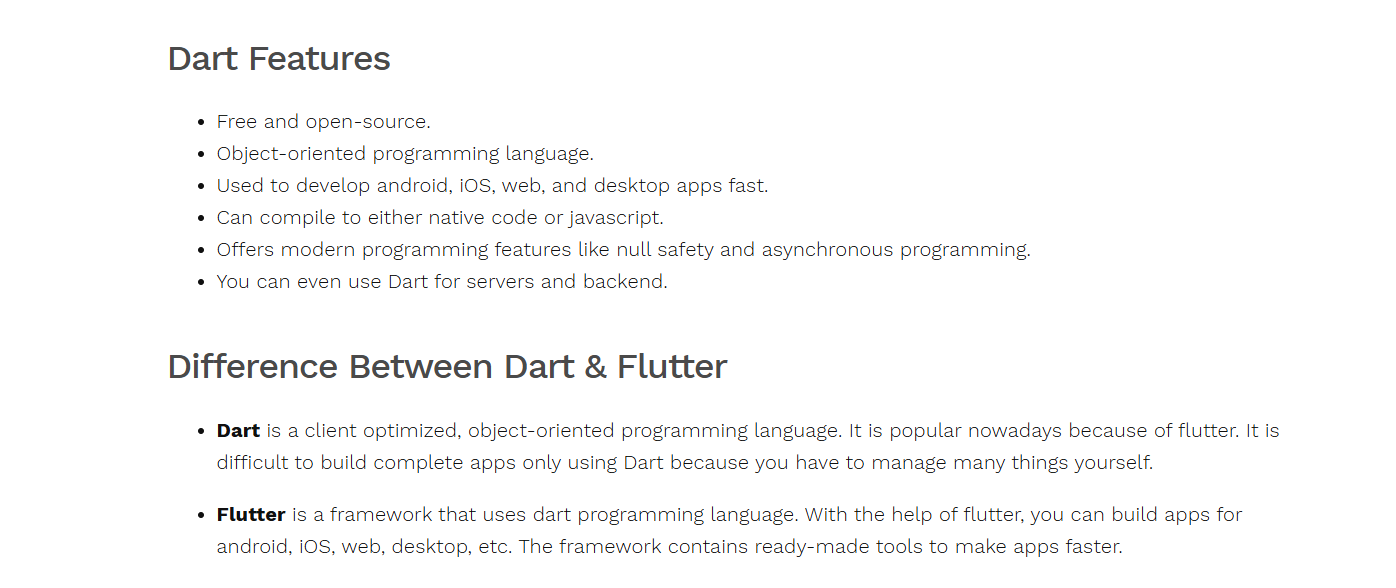 Dart Features
• Free and open-source.
• Object-oriented programming language.
• Used to develop android, iOS, web, and desktop apps fast.
• Can compile to either native code or javascript.
• Offers modern programming features like null safety and asynchronous programming.
• You can even use Dart for servers and backend.
Difference Between Dart & Flutter
• Dart is a client optimized, object-oriented programming language. It is popular nowadays because of flutter. It is
difficult to build complete apps only using Dart because you have to manage many things yourself.
• Flutter is a framework that uses dart programming language. With the help of flutter, you can build apps for
android, iOS, web, desktop, etc. The framework contains ready-made tools to make apps faster.